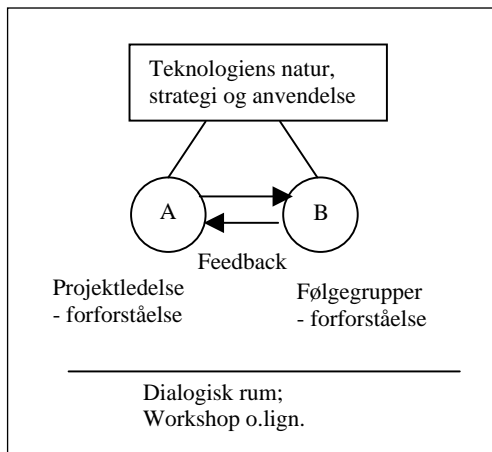 Teknologiens natur,
strategi og anvendelse
A
B
Feedback
Projektledelse
- forforståelse
Følgegrupper
- forforståelse
Dialogisk rum;
Workshop o.lign.